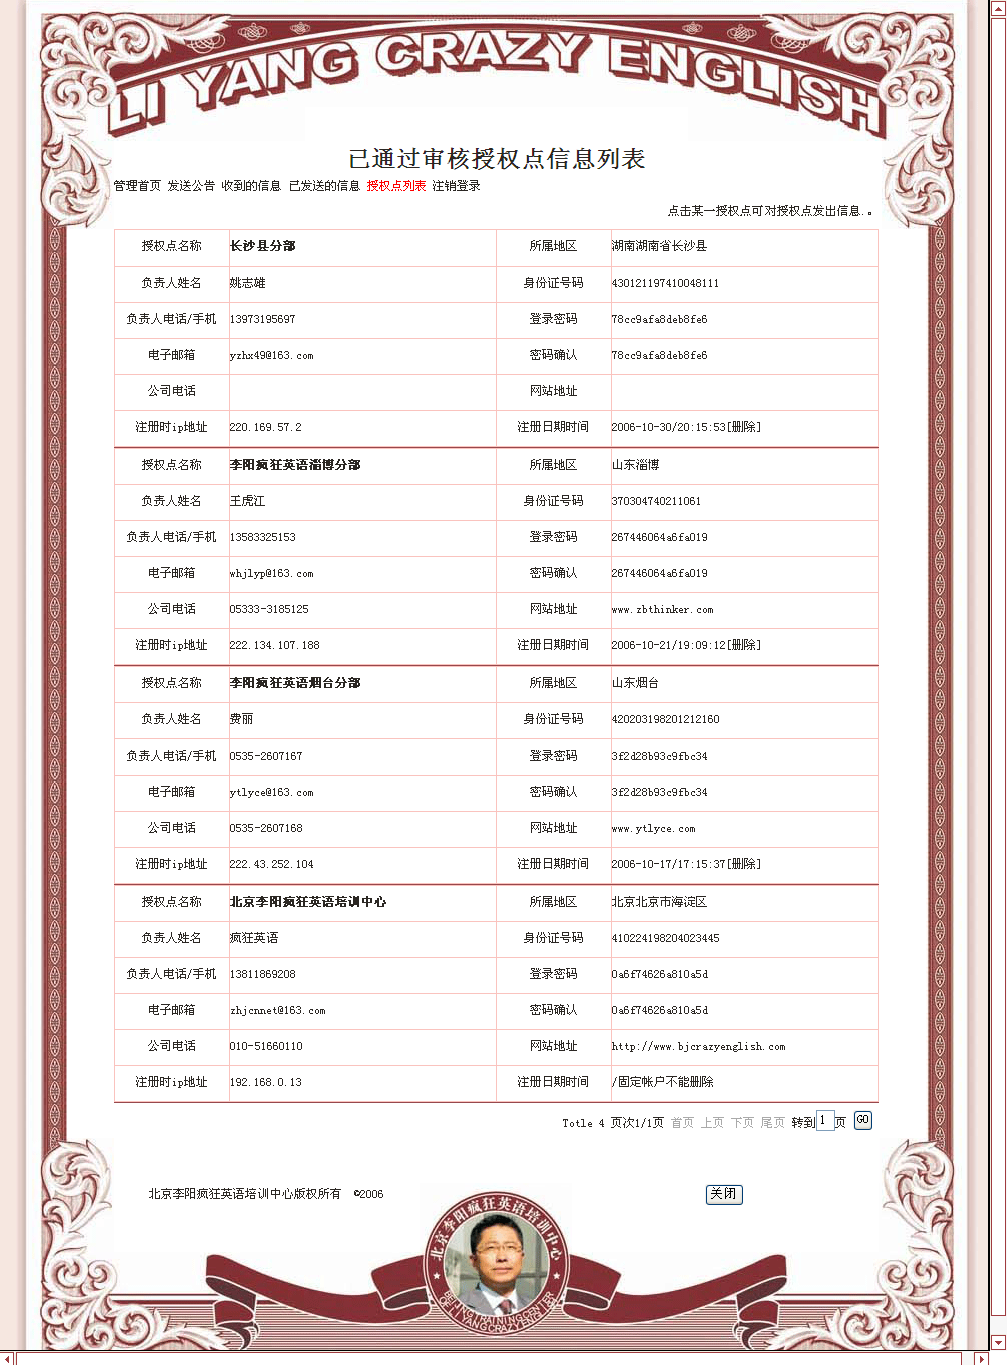 LI YANG CRAZY ENGLISH
已通过审核授权点信息列表
管理首页 发送公告 收到的信息 已发送的信息 授权点列表 注销登录
点击某一授权点可对授权点发出信息.。
授权点名称 长沙县分部 所属地区 湖南湖南省长沙县
负责人姓名 姚志雄 身份证号码 430121197410048111
负责人电话/手机 13973195697 登录密码 78cc9afa8deb8fe6
电子邮箱 yzhx49@163.com 密码确认 78cc9afa8deb8fe6
公司电话 网站地址
注册时ip地址 220.169.57.2 注册日期时间 2006-10-30/20:15:53[删除]
授权点名称 李阳疯狂英语淄博分部 所属地区 山东淄博
负责人姓名 王虎江 身份证号码 370304740211061
负责人电话/手机 13583325153 登录密码 267446064a6fa019
电子邮箱 whjlyp@163.com 密码确认 267446064a6fa019
公司电话 05333-3185125 网站地址 www.zbthinker.com
注册时ip地址 222.134.107.188 注册日期时间 2006-10-21/19:09:12[删除]
授权点名称 李阳疯狂英语烟台分部 所属地区 山东烟台
负责人姓名 费丽 身份证号码 420203198201212160
负责人电话/手机 0535-2607167 登录密码 3f2d28b93c9fbc34
电子邮箱 ytlyce@163.com 密码确认 3f2d28b93c9fbc34
公司电话 0535-2607168 网站地址 www.ytlyce.com
注册时ip地址 222.43.252.104 注册日期时间 2006-10-17/17:15:37[删除]
授权点名称 北京李阳疯狂英语培训中心 所属地区 北京北京市海淀区
负责人姓名 疯狂英语 身份证号码 410224198204023445
负责人电话/手机 13811869208 登录密码 0a6f74626a810a5d
电子邮箱 zhjcnnet@163.com 密码确认 0a6f74626a810a5d
公司电话 010-51660110 网站地址 http://www.bjcrazyenglish.com
注册时ip地址 192.168.0.13 注册日期时间 /固定帐户不能删除
Totle 4 页次1/1页 首页 上页 下页 尾页 转到 1 页 GO
北京李阳疯狂英语培训中心版权所有 ©2006
关闭
北京李阳疯狂英语培训中心